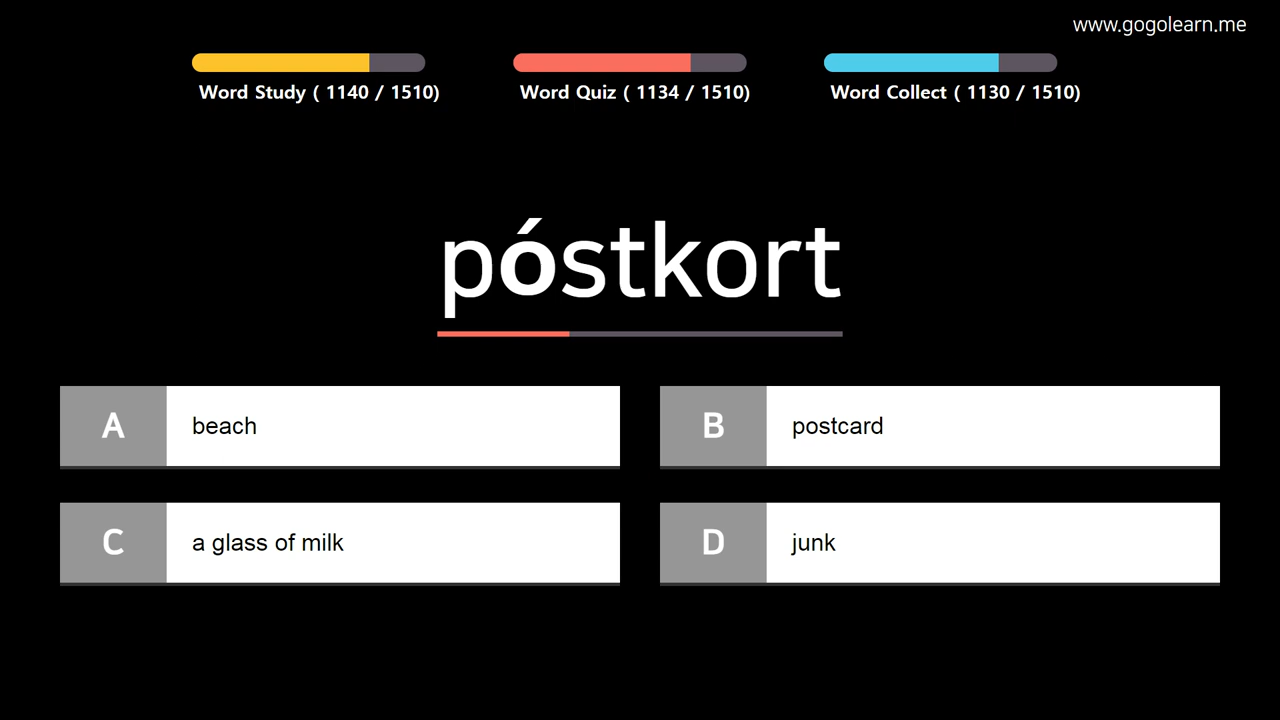 www.gogolearn.me
Word Study ( 1140 / 1510)
Word Quiz ( 1134 / 1510)
Word Collect ( 1130 / 1510)
póstkort
A beach
B postcard
C a glass of milk
D junk